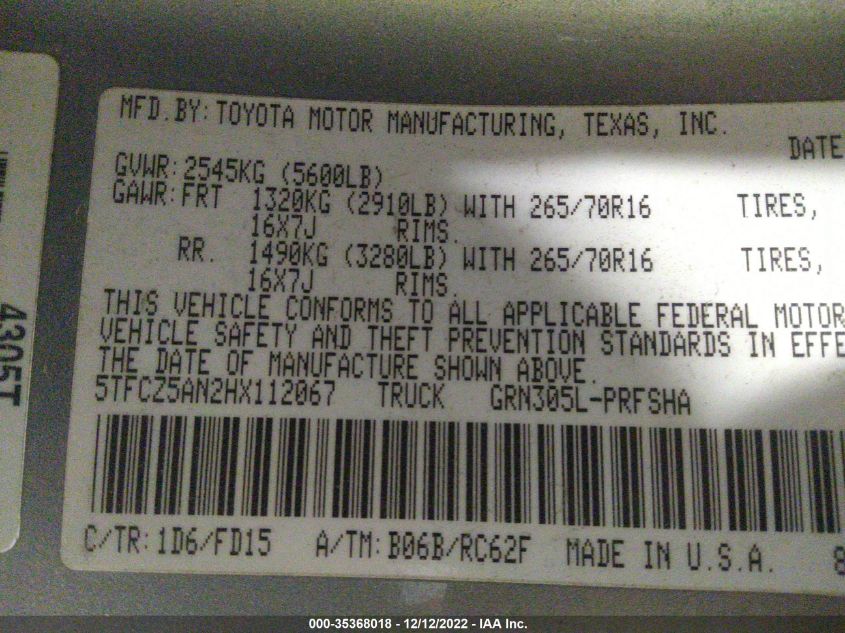 MFD.BY:TOYOTA MOTOR MANUFACTURING, TEXAS, INC.
DATE
GVWR:2545KG (5600LB)
GAWR:FRT 1320KG (2910LB) WITH 265/70R16 TIRES,
16X7J RIMS.
RR. 1490KG (3280LB) WITH 265/70R16 TIRES,
16X7J RIMS.
THIS VEHICLE CONFORMS TO ALL APPLICABLE FEDERAL MOTOR
VEHICLE SAFETY AND THEFT PREVENTION STANDARDS IN EFFE
THE DATE OF MANUFACTURE SHOWN ABOVE.
5TFCZ5AN2HX112067 TRUCK GRN305L-PRFSHA
C/TR:1D6/FD15 A/TM:B06B/RC62F MADE IN U.S.A. 8
4305T
000-35368018 - 12/12/2022 - IAA Inc.